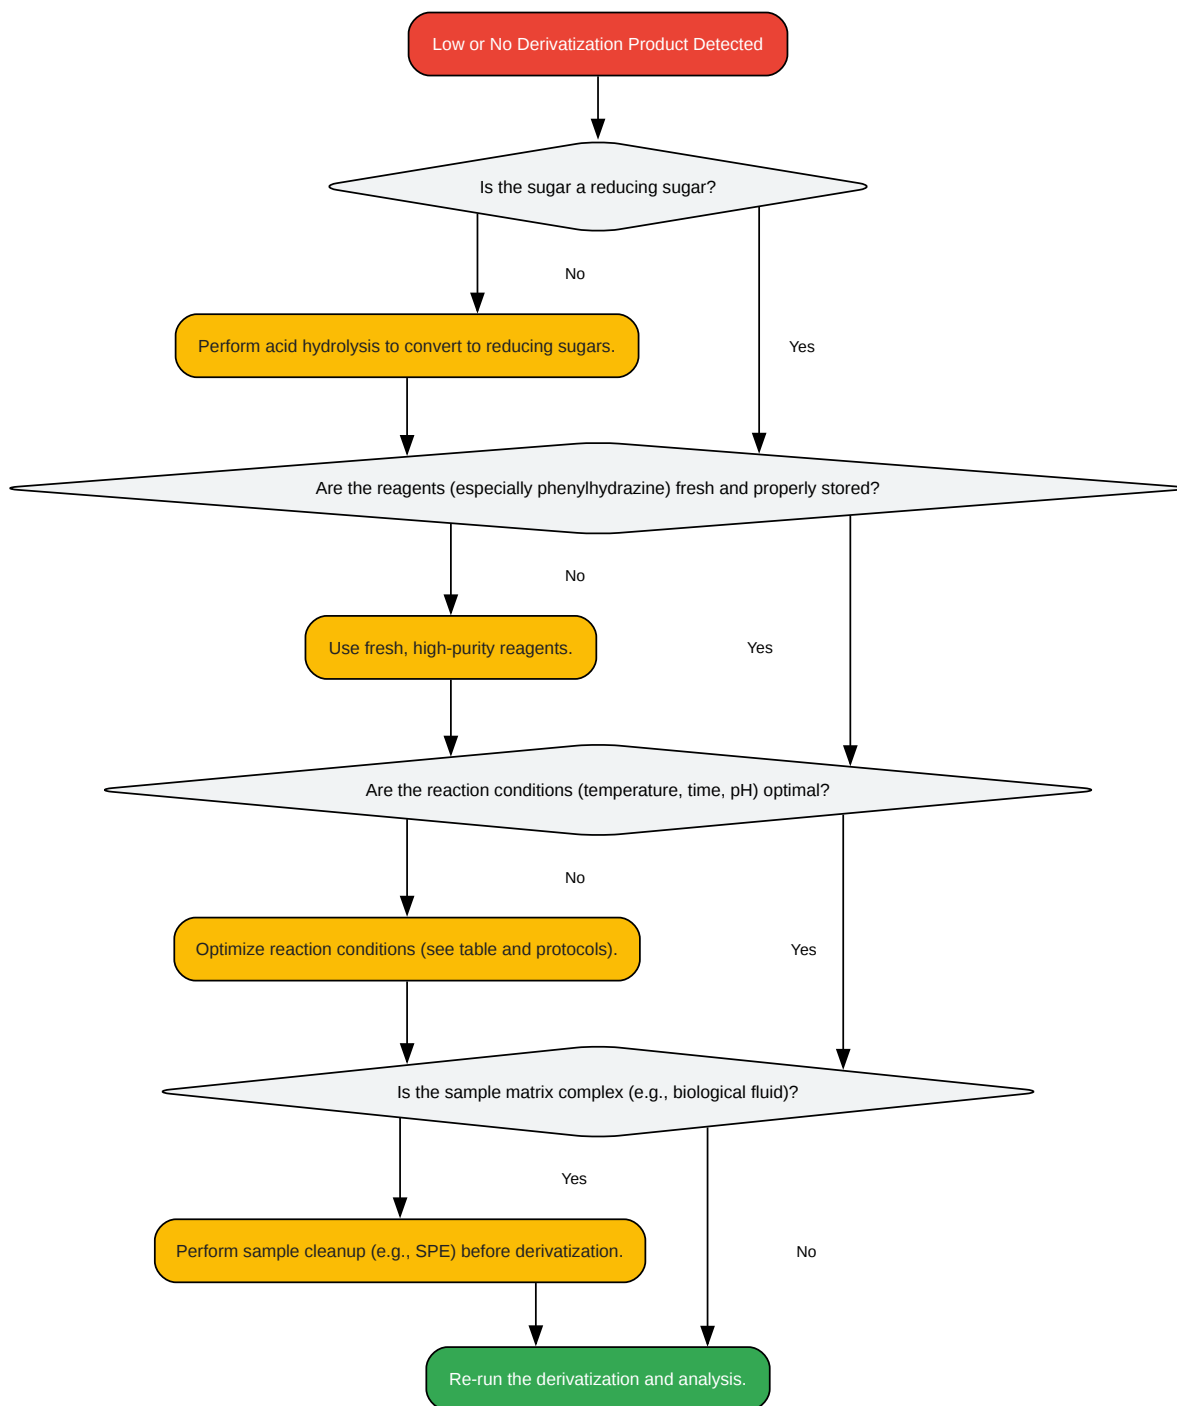 Low or No Derivatization Product Detected
Is the sugar a reducing sugar?
No
Perform acid hydrolysis to convert to reducing sugars.
Yes
Are the reagents (especially phenylhydrazine) fresh and properly stored?
No
Use fresh, high-purity reagents.
Yes
Are the reaction conditions (temperature, time, pH) optimal?
No
Optimize reaction conditions (see table and protocols).
Yes
Is the sample matrix complex (e.g., biological fluid)?
Yes
Perform sample cleanup (e.g., SPE) before derivatization.
No
Re-run the derivatization and analysis.